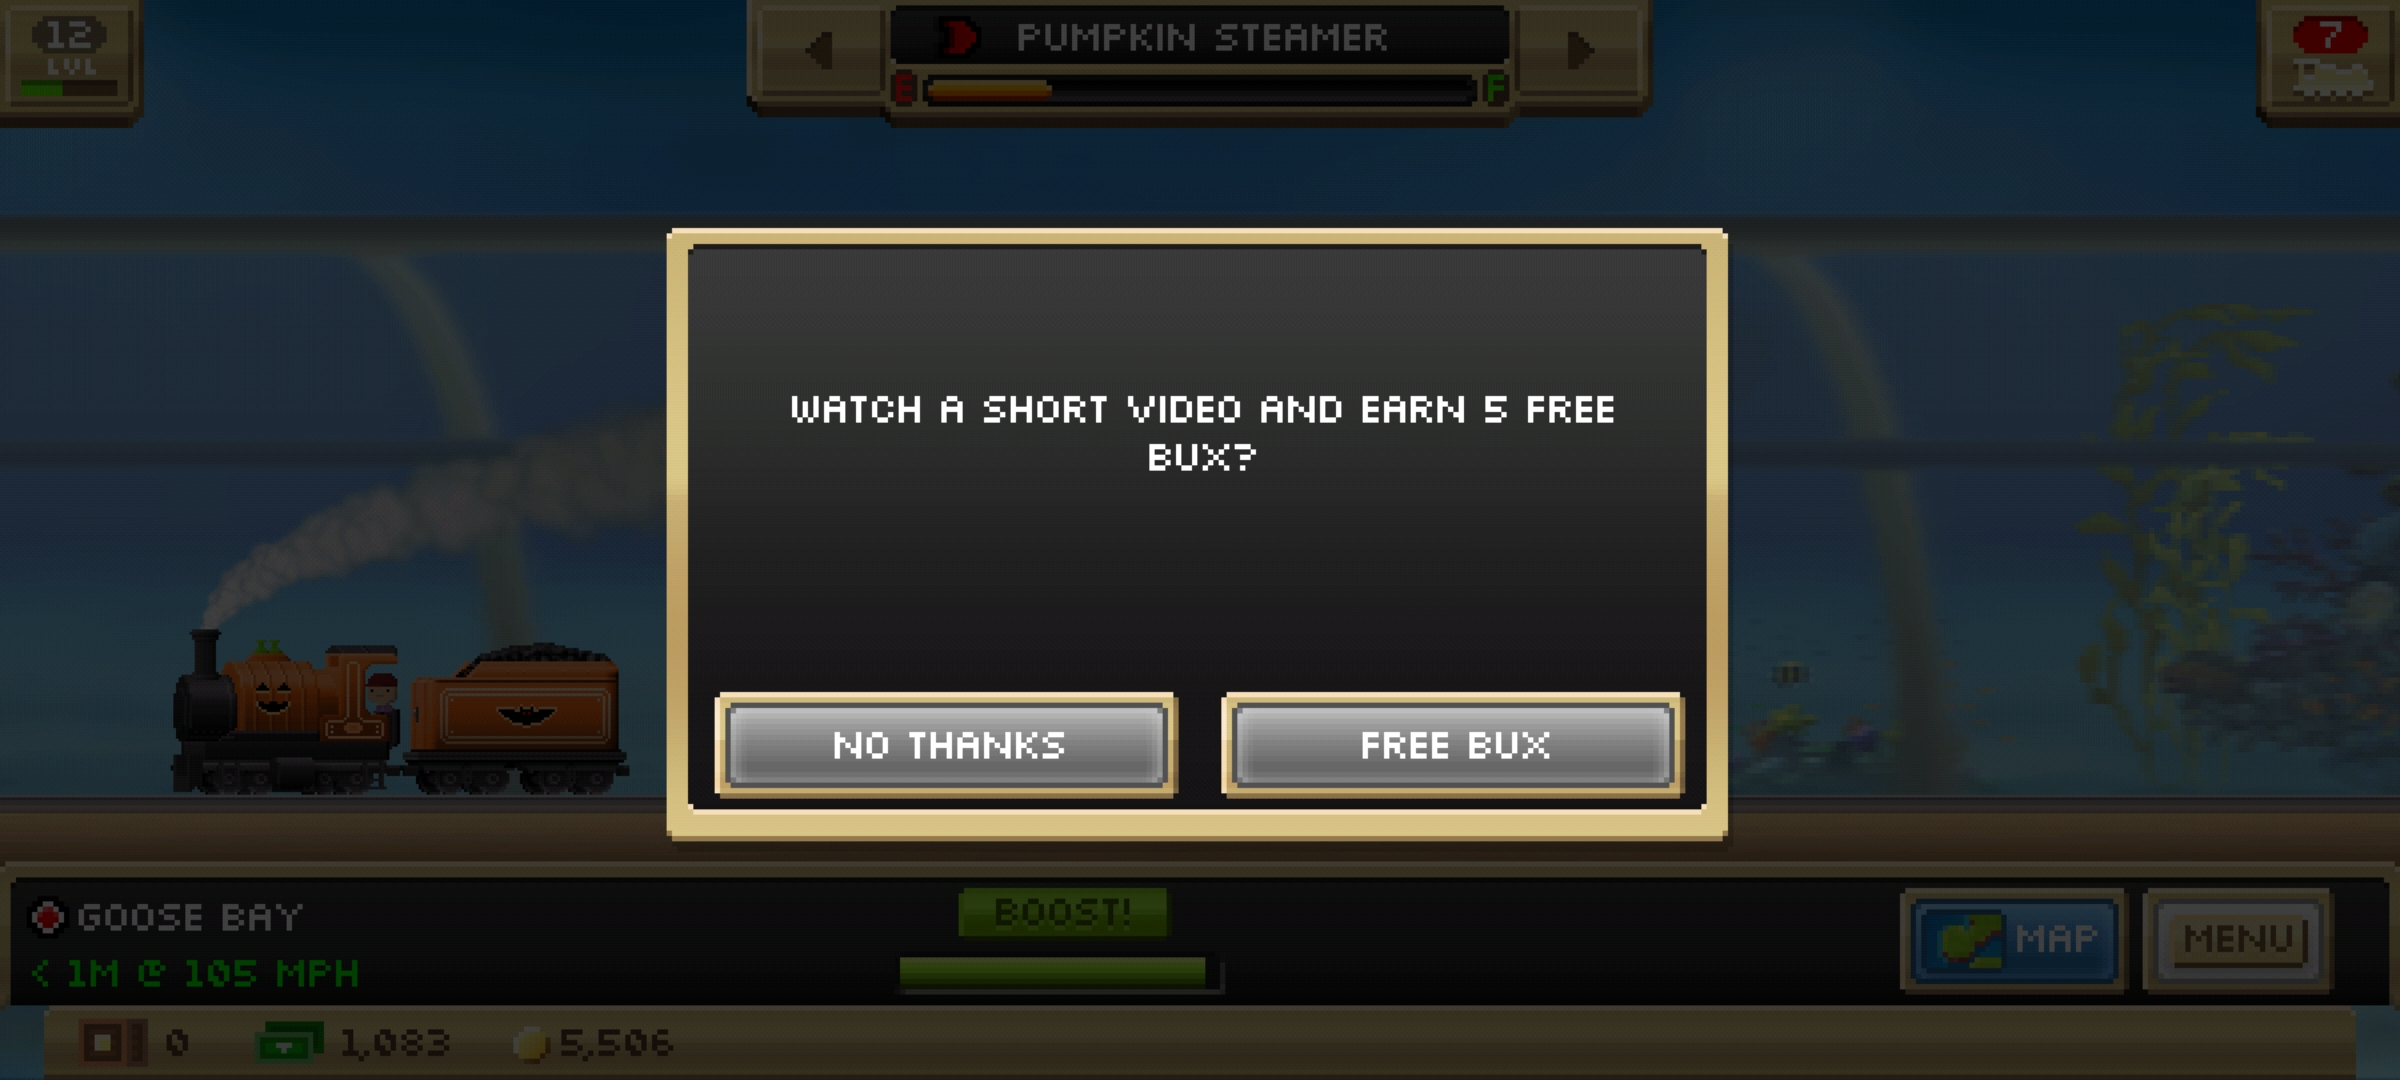 12
LVL
PUMPKIN STEAMER
E F
7
WATCH A SHORT VIDEO AND EARN 5 FREE
BUX?
NO THANKS
FREE BUX
GOOSE BAY
< 1M @ 105 MPH
BOOST!
MAP
MENU
0
1,083
5,506